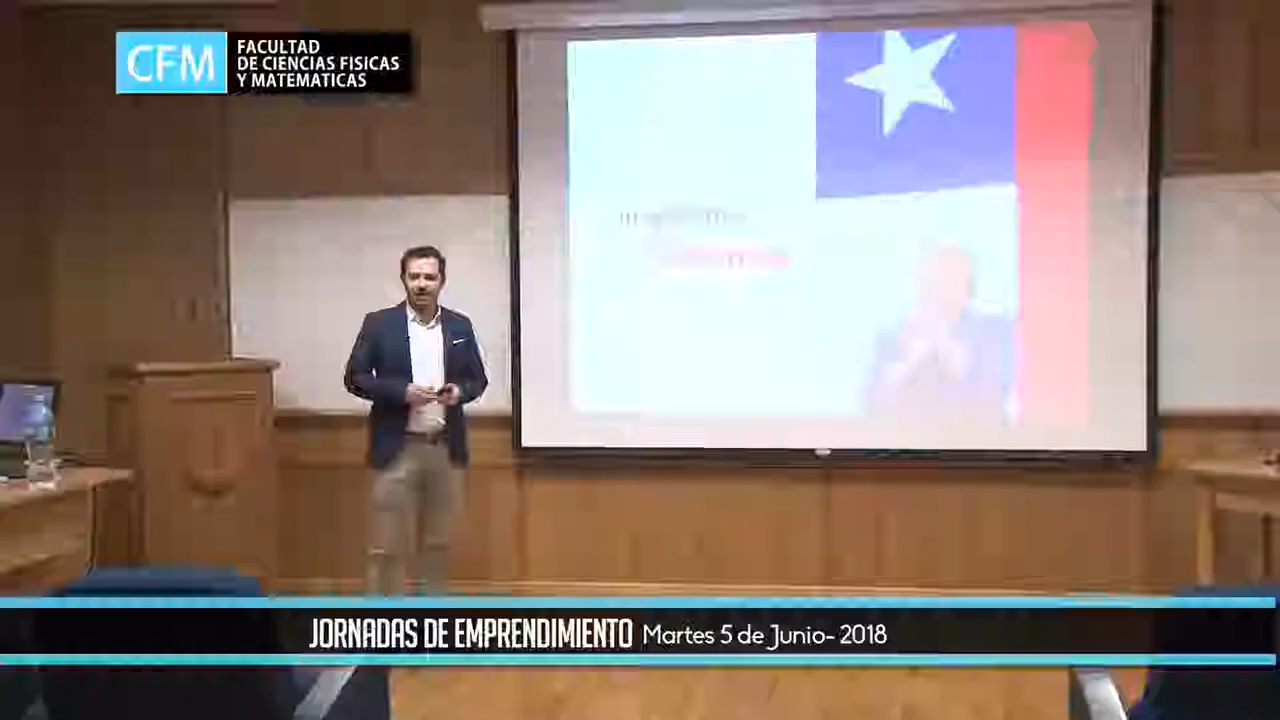 CFM
FACULTAD
DE CIENCIAS FISICAS
Y MATEMATICAS
JORNADAS DE EMPRENDIMIENTO Martes 5 de Junio- 2018